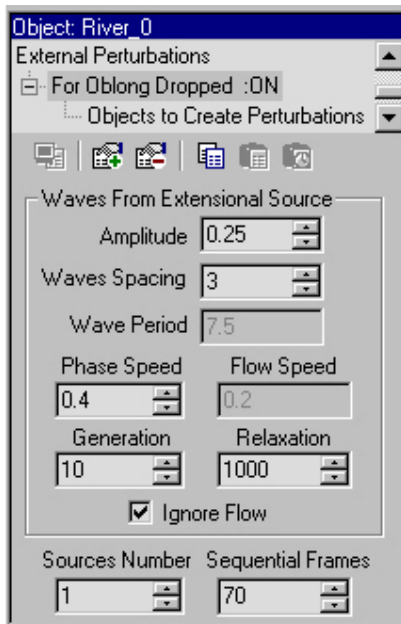 Object: River_0
External Perturbations
For Oblong Dropped :ON
Objects to Create Perturbations
Waves From Extensional Source
Amplitude 0.25
Waves Spacing 3
Wave Period 7.5
Phase Speed Flow Speed
0.4 0.2
Generation Relaxation
10 1000
Ignore Flow
Sources Number Sequential Frames
1 70